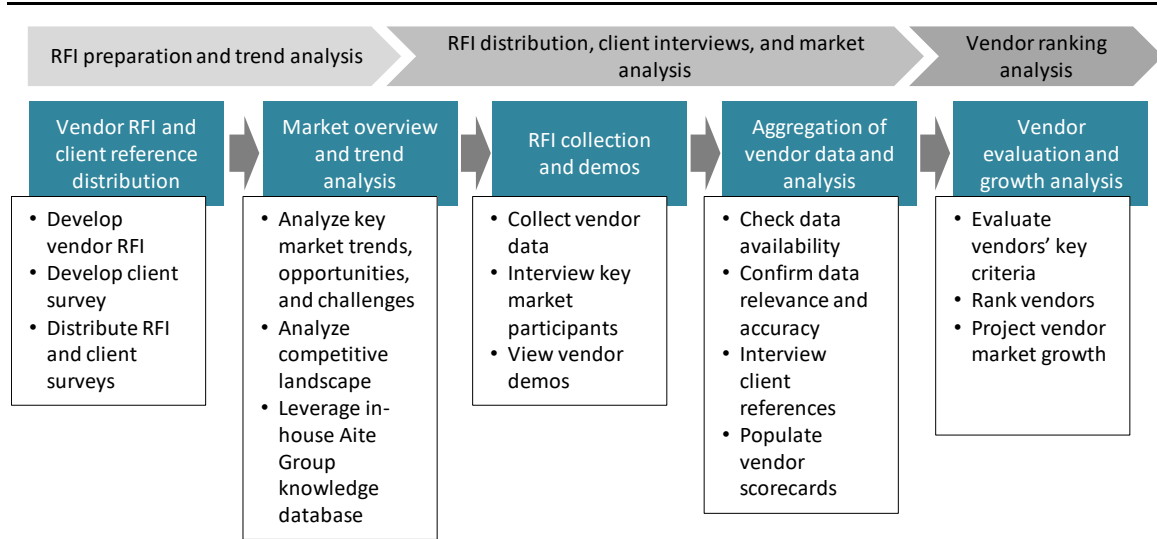 RFI preparation and trend analysis
RFI distribution, client interviews, and market
analysis
Vendor ranking
analysis
Vendor RFI and
client reference
distribution
Market overview
and trend
analysis
RFI collection
and demos
Aggregation of
vendor data and
analysis
Vendor
evaluation and
growth analysis
• Develop
vendor RFI
• Develop client
survey
• Distribute RFI
and client
surveys
• Analyze key
market trends,
opportunities,
and challenges
• Analyze
competitive
landscape
• Leverage in-
house Aite
Group
knowledge
database
• Collect vendor
data
• Interview key
market
participants
• View vendor
demos
• Check data
availability
• Confirm data
relevance and
accuracy
• Interview
client
references
• Populate
vendor
scorecards
• Evaluate
vendors’ key
criteria
• Rank vendors
• Project vendor
market growth